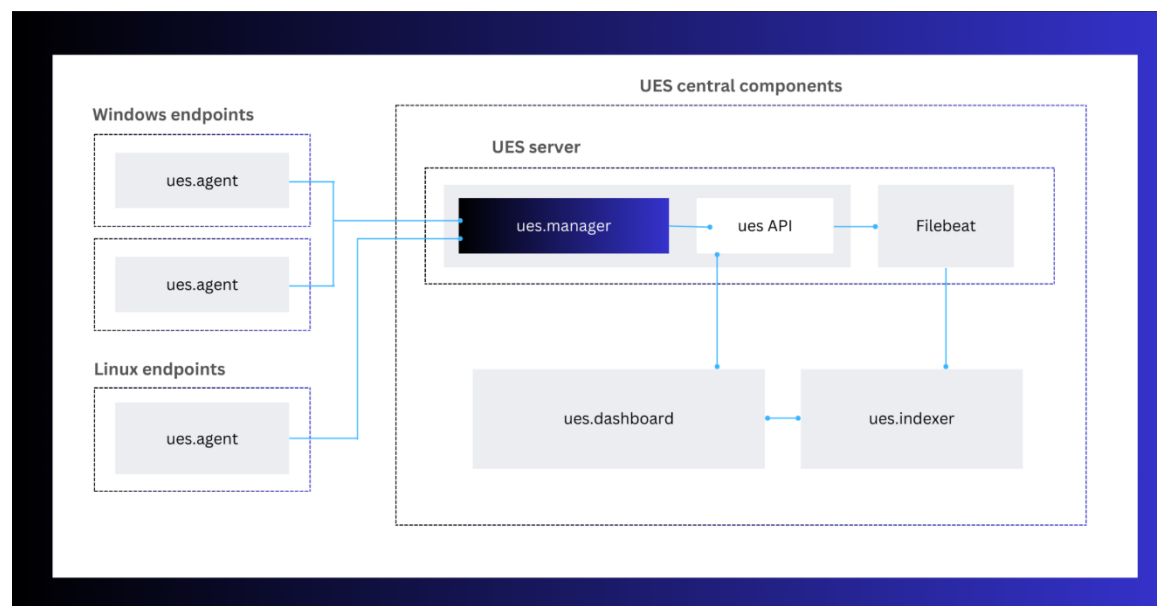 UES central components
Windows endpoints
UES server
ues.agent
ues.manager
ues API
Filebeat
ues.agent
Linux endpoints
ues.agent
ues.dashboard
ues.indexer